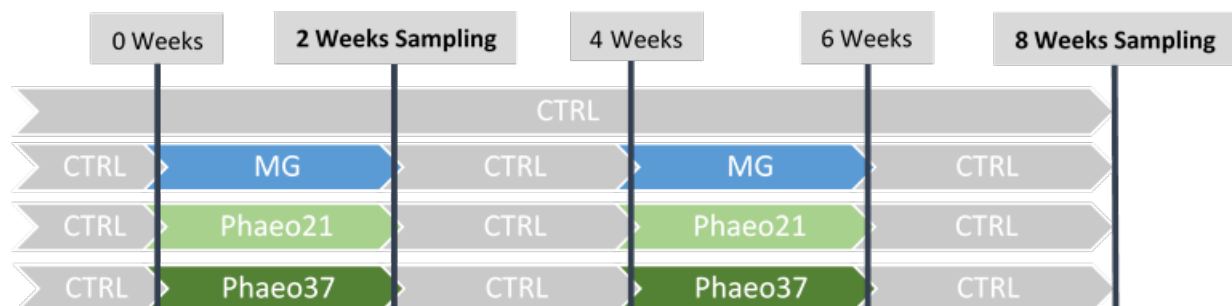 0 Weeks 2 Weeks Sampling 4 Weeks 6 Weeks 8 Weeks Sampling
CTRL
CTRL MG CTRL MG CTRL
CTRL Phaeo21 CTRL Phaeo21 CTRL
CTRL Phaeo37 CTRL Phaeo37 CTRL